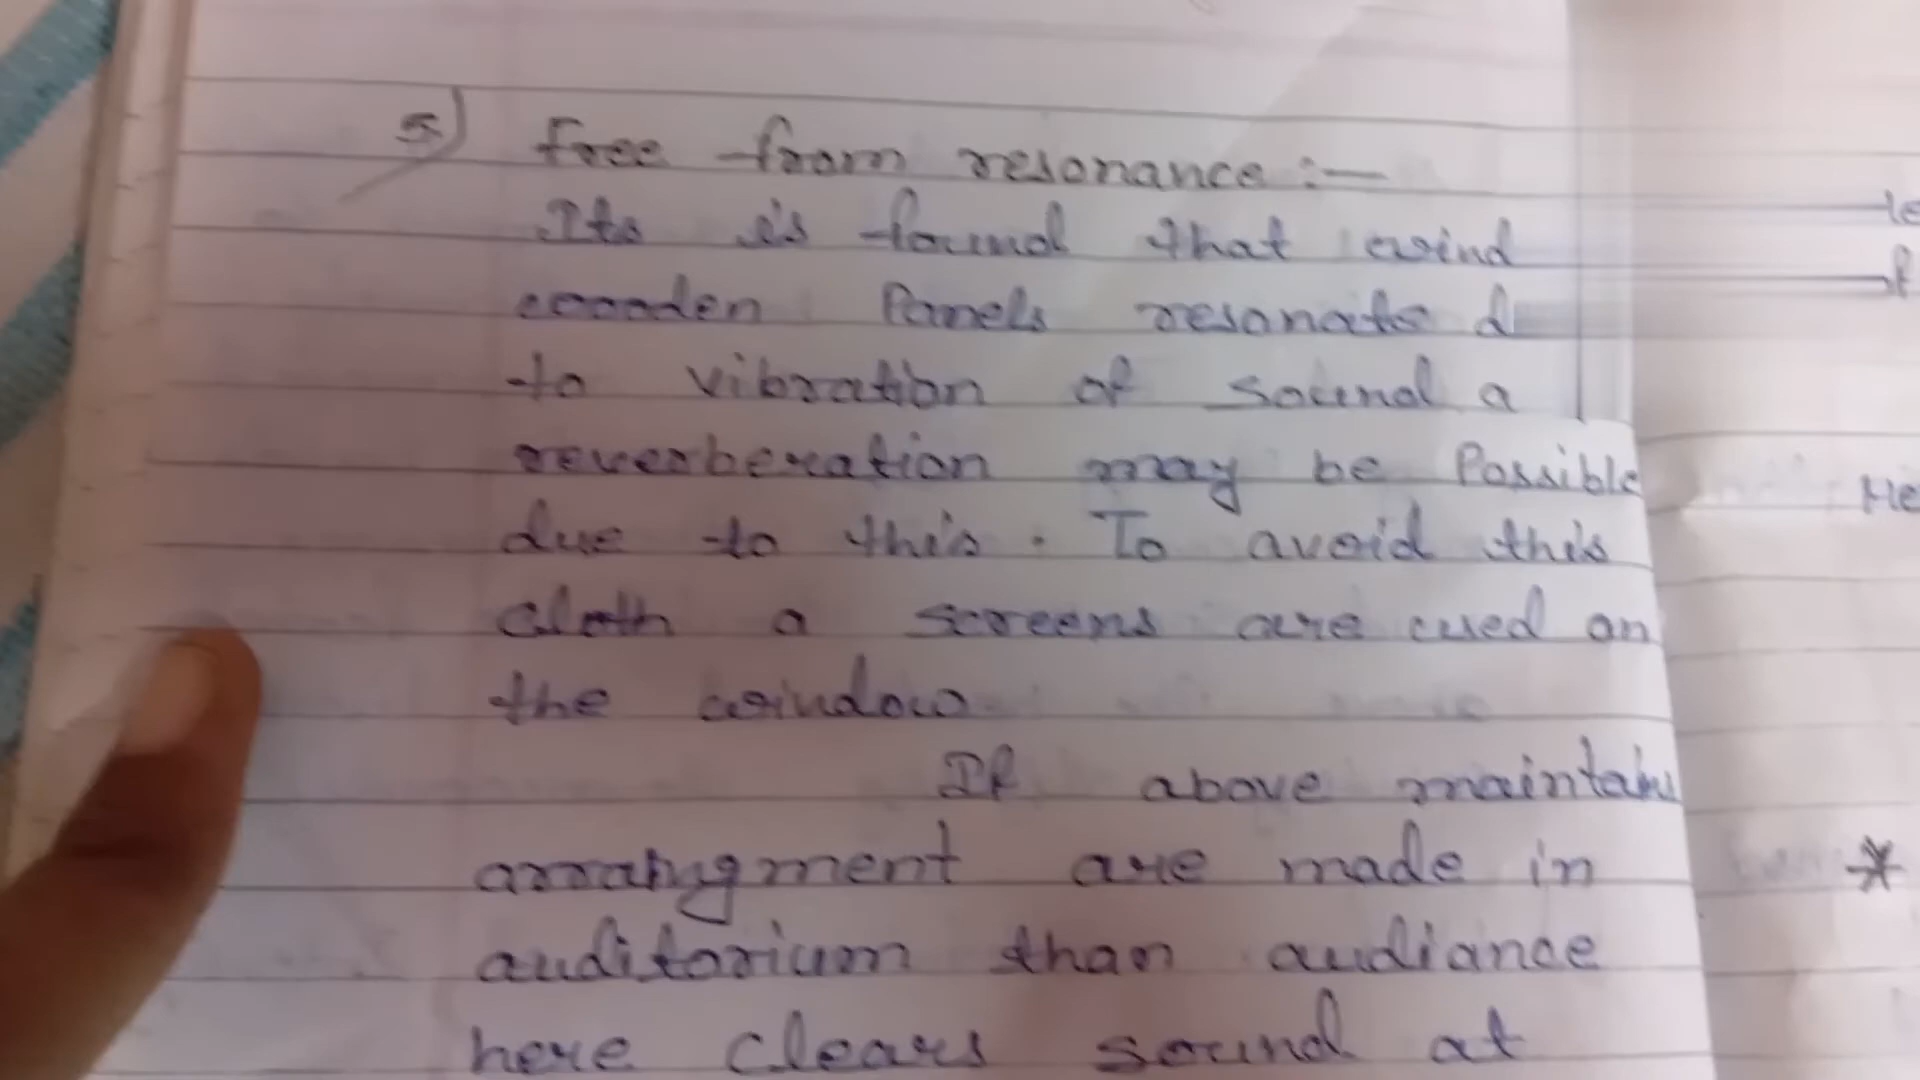 5) Free from resonance :-
Its is found that wind
wooden Panels resonate d
to vibration of sound a
reverberation may be Possible
due to this. To avoid this
cloth a screens are used on
the window
If above maintains
arrangment are made in
auditorium than audiance
here clears sound at
He
*